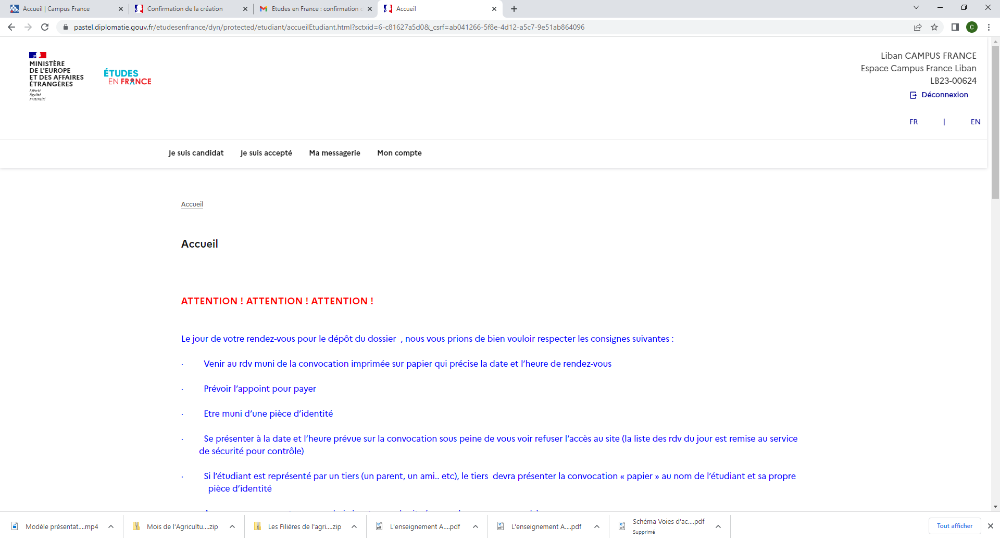 Accueil | Campus France
Confirmation de la création
Etudes en France : confirmation
Accueil
pastel.diplomatie.gouv.fr/etudesenfrance/dyn/protected/etudiant/accueilEtudiant.html?sctxid=6-c81627a5d0&_csrf=ab041266-5f8e-4d12-a5c7-9e51ab864096
C
MINISTÈRE
DE L'EUROPE
ET DES AFFAIRES
ÉTRANGÈRES
Liberté
Égalité
Fraternité
ÉTUDES
EN FRANCE
Liban CAMPUS FRANCE
Espace Campus France Liban
LB23-00624
Déconnexion
FR | EN
Je suis candidat
Je suis accepté
Ma messagerie
Mon compte
Accueil
Accueil
ATTENTION ! ATTENTION ! ATTENTION !
Le jour de votre rendez-vous pour le dépôt du dossier  , nous vous prions de bien vouloir respecter les consignes suivantes :
· Venir au rdv muni de la convocation imprimée sur papier qui précise la date et l’heure de rendez-vous
· Prévoir l’appoint pour payer
· Etre muni d’une pièce d’identité
· Se présenter à la date et l’heure prévue sur la convocation sous peine de vous voir refuser l’accès au site (la liste des rdv du jour est remise au service
de sécurité pour contrôle)
· Si l’étudiant est représenté par un tiers (un parent, un ami.. etc), le tiers  devra présenter la convocation « papier » au nom de l’étudiant et sa propre
pièce d’identité
Modèle présentat....mp4
Mois de l'Agricultu....zip
Les Filières de l'agri....zip
L'enseignement A....pdf
L'enseignement A....pdf
Schéma Voies d'ac....pdf
Supprimé
Tout afficher